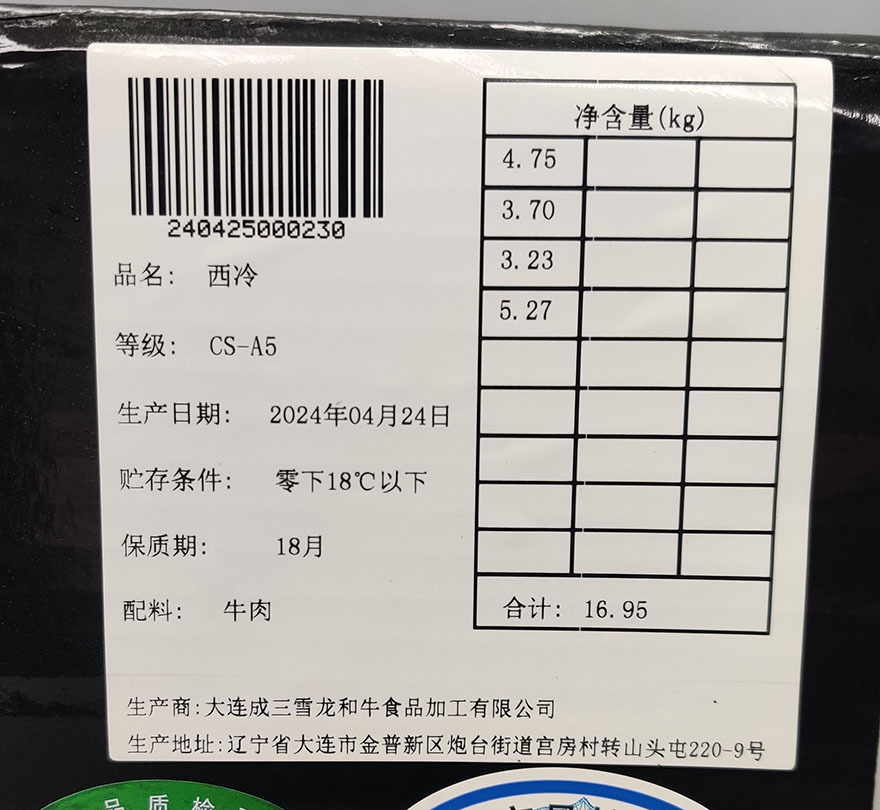 240425000230
品名: 西冷
等级: CS-A5
生产日期: 2024年04月24日
贮存条件: 零下18℃以下
保质期: 18月
配料: 牛肉
净含量(kg)
4.75
3.70
3.23
5.27
合计: 16.95
生产商:大连成三雪龙和牛食品加工有限公司
生产地址:辽宁省大连市金普新区炮台街道宫房村转山头屯220-9号
品质检